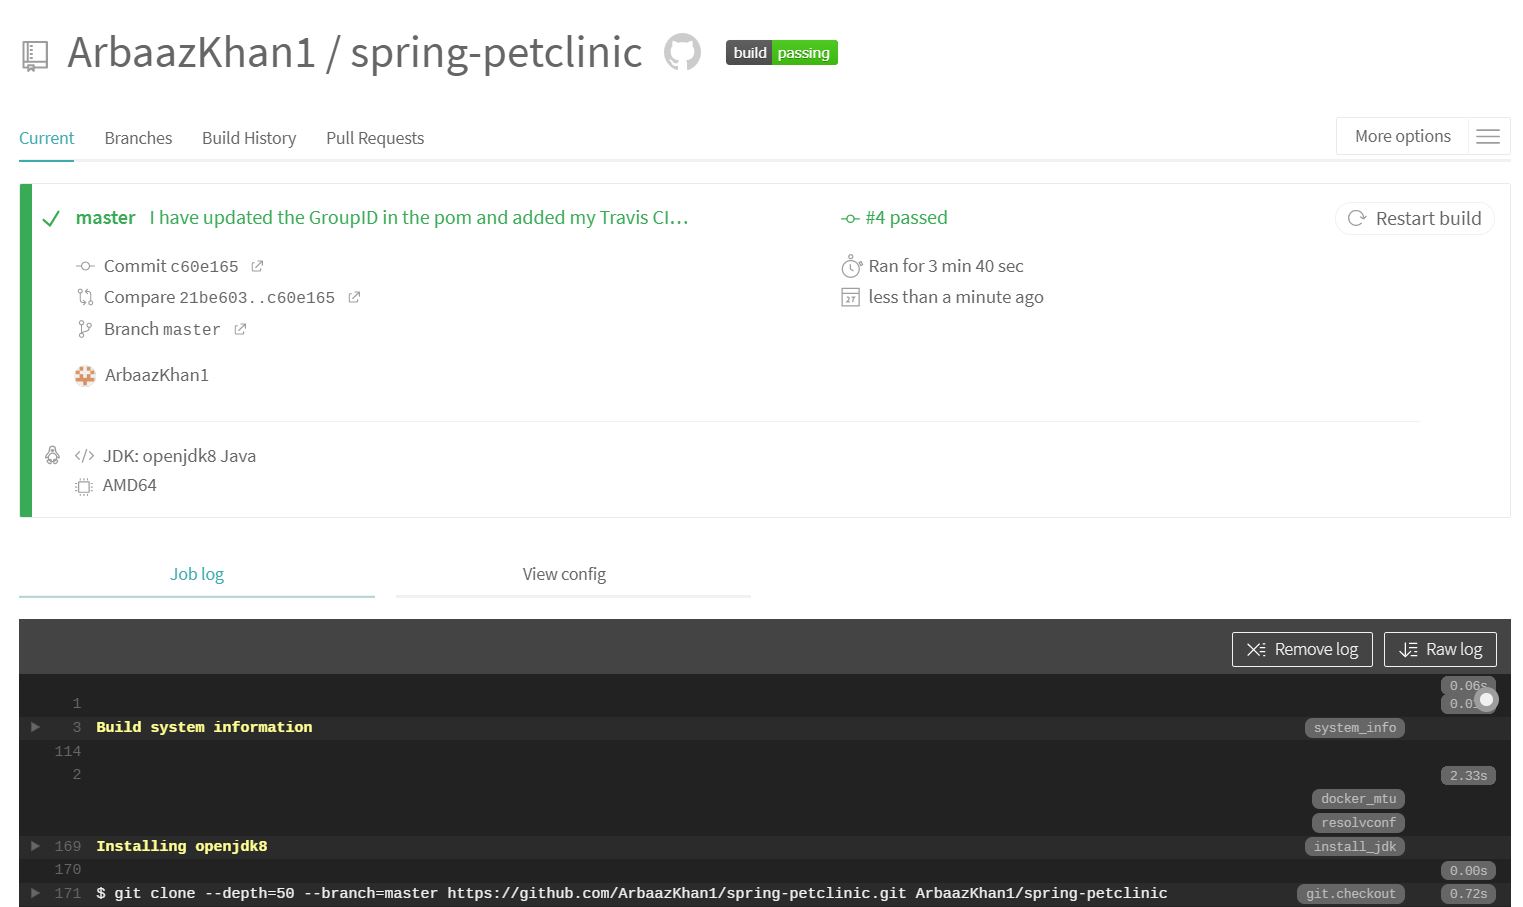 ArbaazKhan1 / spring-petclinic build passing
Current Branches Build History Pull Requests More options
master I have updated the GroupID in the pom and added my Travis CI… #4 passed Restart build
Commit c60e165 Ran for 3 min 40 sec
Compare 21be603..c60e165 27 less than a minute ago
Branch master
ArbaazKhan1
</> JDK: openjdk8 Java
AMD64
Job log View config
Remove log Raw log
0.06s
1
3 Build system information system_info
114
2 2.33s
docker_mtu
resolvconf
169 Installing openjdk8 install_jdk
170 0.00s
171 $ git clone --depth=50 --branch=master https://github.com/ArbaazKhan1/spring-petclinic.git ArbaazKhan1/spring-petclinic git.checkout 0.72s